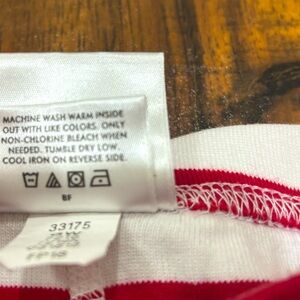 MACHINE WASH WARM INSIDE
OUT WITH LIKE COLORS. ONLY
NON-CHLORINE BLEACH WHEN
NEEDED. TUMBLE DRY LOW.
COOL IRON ON REVERSE SIDE.
BF
33175